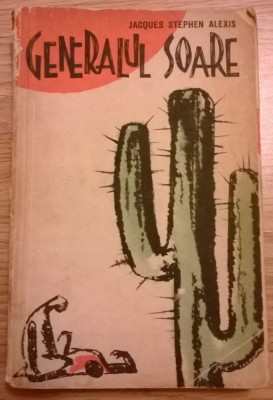 JACQUES STEPHEN ALEXIS
GENERALUL SOARE